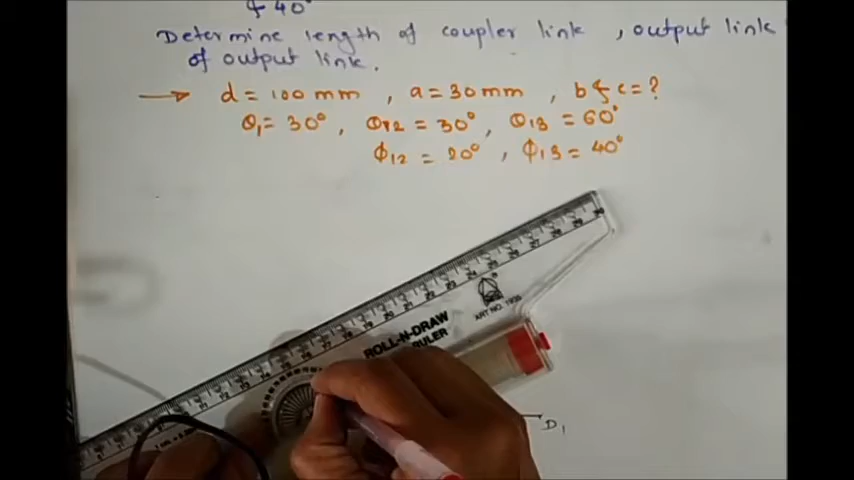 & 40°
Determine length of coupler link , output link
of output link.
→ d = 100 mm , a = 30 mm , b & c = ?
θ1 = 30° , θ12 = 30° , θ13 = 60°
φ12 = 20° , φ13 = 40°
ROLL-N-DRAW
RULER
D1